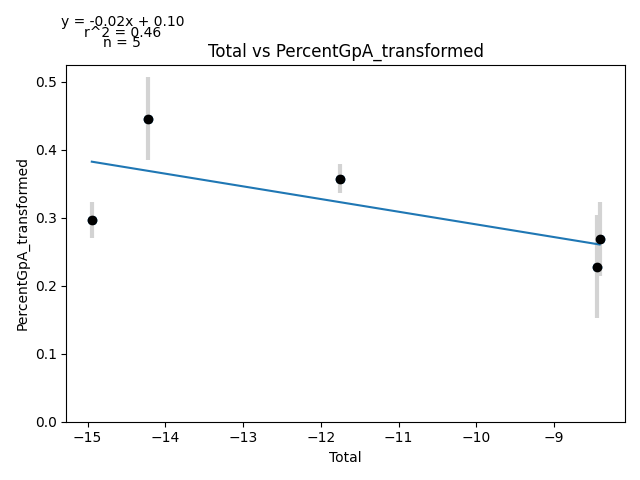 y = -0.02x + 0.10
r^2 = 0.46
n = 5
Total vs PercentGpA_transformed
PercentGpA_transformed
0.5
0.4
0.3
0.2
0.1
0.0
−15 −14 −13 −12 −11 −10 −9
Total